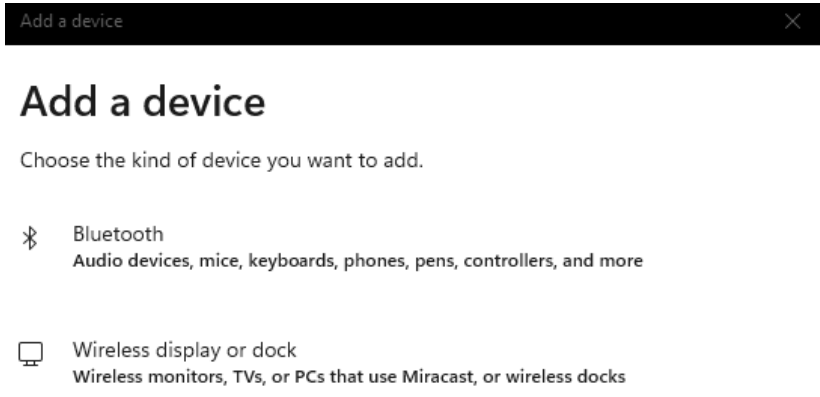 Add a device
Add a device
Choose the kind of device you want to add.
Bluetooth
Audio devices, mice, keyboards, phones, pens, controllers, and more
Wireless display or dock
Wireless monitors, TVs, or PCs that use Miracast, or wireless docks